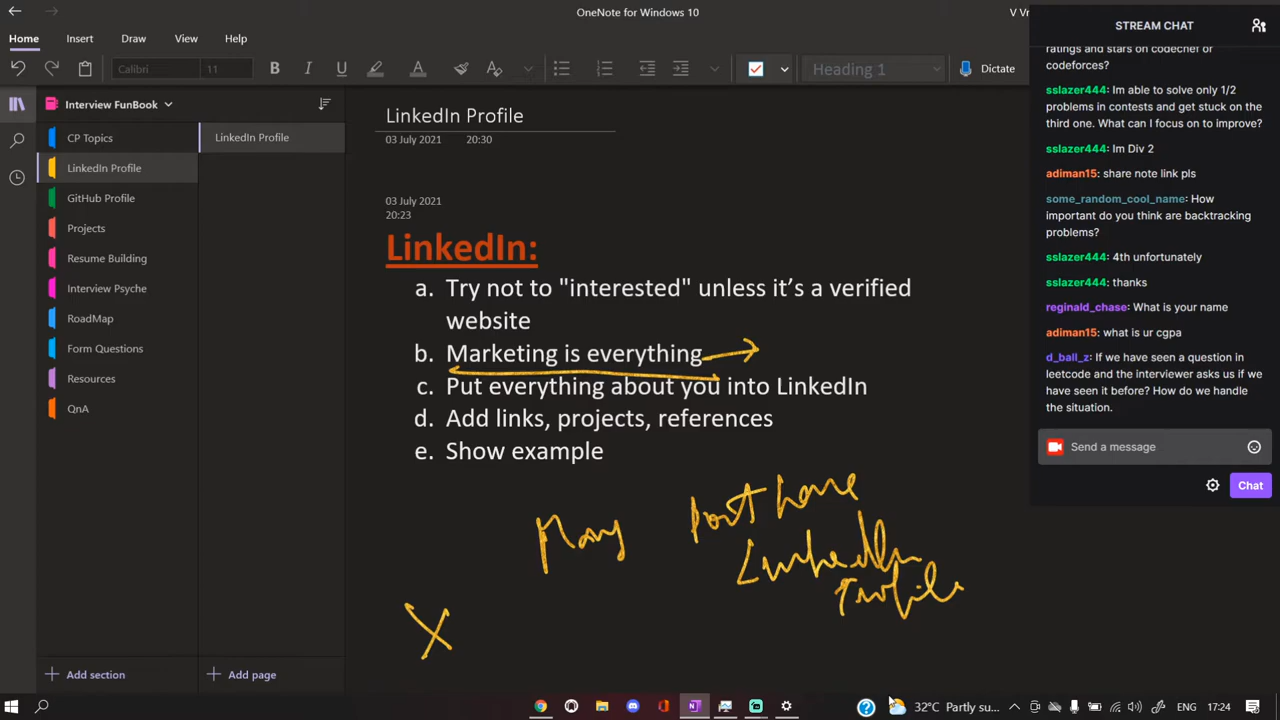 OneNote for Windows 10
V Vr
Home
Insert
Draw
View
Help
Calibri
11
B
I
U
A
Heading 1
Dictate
Interview FunBook
CP Topics
LinkedIn Profile
GitHub Profile
Projects
Resume Building
Interview Psyche
RoadMap
Form Questions
Resources
QnA
Add section
LinkedIn Profile
Add page
LinkedIn Profile
03 July 2021 20:30
03 July 2021
20:23
LinkedIn:
a. Try not to "interested" unless it's a verified
website
b. Marketing is everything
c. Put everything about you into LinkedIn
d. Add links, projects, references
e. Show example
Many
LinkedIn
Profile
X
STREAM CHAT
ratings and stars on codechef or
codeforces?
sslazer444: Im able to solve only 1/2
problems in contests and get stuck on the
third one. What can I focus on to improve?
sslazer444: Im Div 2
adiman15: share note link pls
some_random_cool_name: How
important do you think are backtracking
problems?
sslazer444: 4th unfortunately
sslazer444: thanks
reginald_chase: What is your name
adiman15: what is ur cgpa
d_ball_z: If we have seen a question in
leetcode and the interviewer asks us if we
have seen it before? How do we handle
the situation.
Send a message
Chat
32°C Partly su...
ENG
17:24